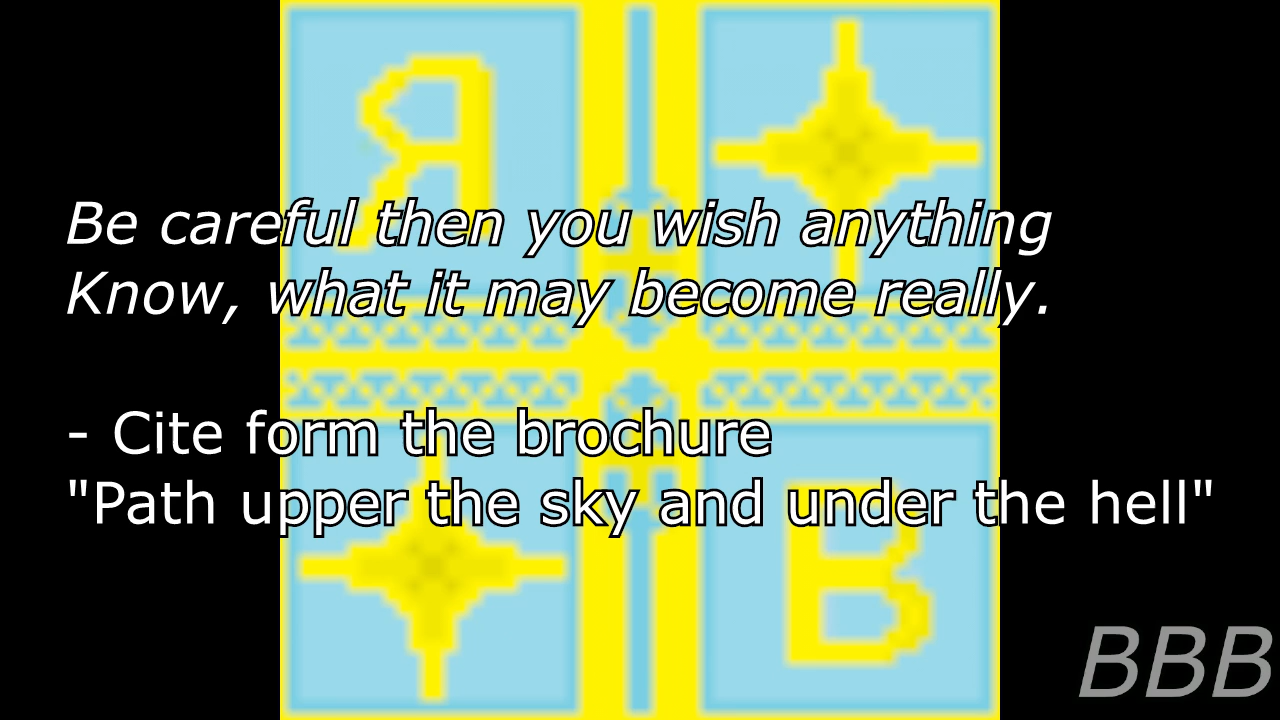 Я
Be careful then you wish anything
Know, what it may become really.
- Cite form the brochure
"Path upper the sky and under the hell"
В
BBB